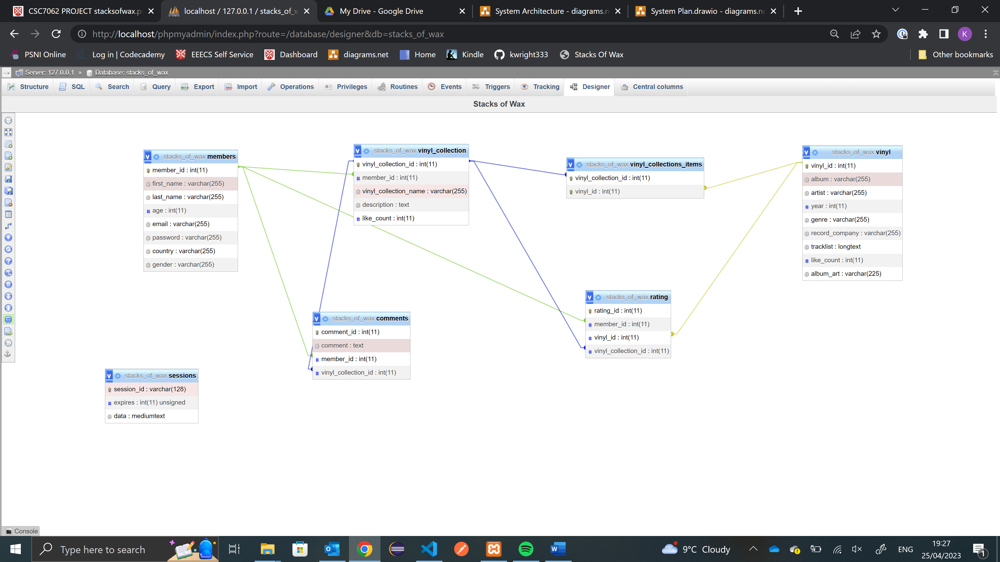 CSC7062 PROJECT stacksofwax.p
localhost / 127.0.0.1 / stacks_of_w
My Drive - Google Drive
System Architecture - diagrams.n
System Plan.drawio - diagrams.ne
http://localhost/phpmyadmin/index.php?route=/database/designer&db=stacks_of_wax
K
PSNI Online
Log in | Codecademy
EEECS Self Service
Dashboard
diagrams.net
Home
Kindle
kwright333
Stacks Of Wax
Other bookmarks
Server: 127.0.0.1 » Database: stacks_of_wax
Structure
SQL
Search
Query
Export
Import
Operations
Privileges
Routines
Events
Triggers
Tracking
Designer
Central columns
Stacks of Wax
v stacks_of_wax members
member_id : int(11)
first_name : varchar(255)
last_name : varchar(255)
# age : int(11)
email : varchar(255)
password : varchar(255)
country : varchar(255)
gender : varchar(255)
v stacks_of_wax vinyl_collection
vinyl_collection_id : int(11)
# member_id : int(11)
vinyl_collection_name : varchar(255)
description : text
# like_count : int(11)
v stacks_of_wax vinyl_collections_items
vinyl_collection_id : int(11)
vinyl_id : int(11)
v stacks_of_wax vinyl
vinyl_id : int(11)
album : varchar(255)
artist : varchar(255)
# year : int(11)
genre : varchar(255)
record_company : varchar(255)
tracklist : longtext
# like_count : int(11)
album_art : varchar(225)
v stacks_of_wax rating
rating_id : int(11)
# member_id : int(11)
# vinyl_id : int(11)
# vinyl_collection_id : int(11)
v stacks_of_wax comments
comment_id : int(11)
comment : text
# member_id : int(11)
# vinyl_collection_id : int(11)
v stacks_of_wax sessions
session_id : varchar(128)
# expires : int(11) unsigned
data : mediumtext
Console
Type here to search
9°C Cloudy
ENG
19:27
25/04/2023
1